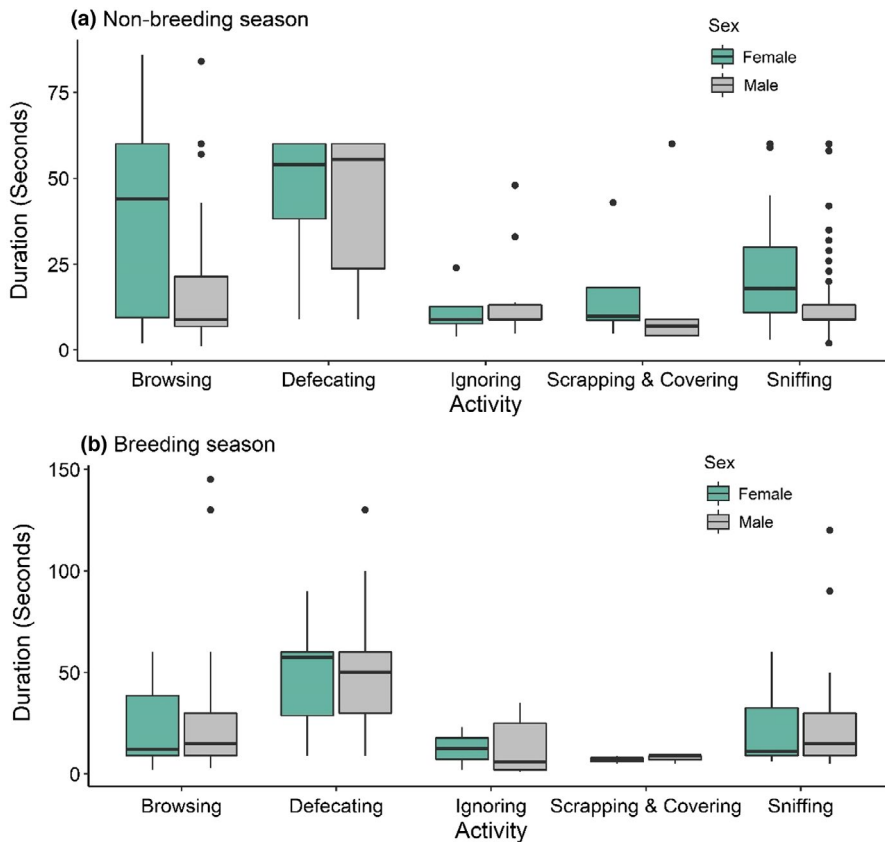 (a) Non-breeding season
Sex
Female
Male
Duration (Seconds)
75
50
25
0
Browsing Defecating Ignoring Scrapping & Covering Sniffing
Activity
(b) Breeding season
Sex
Female
Male
Duration (Seconds)
150
100
50
0
Browsing Defecating Ignoring Scrapping & Covering Sniffing
Activity